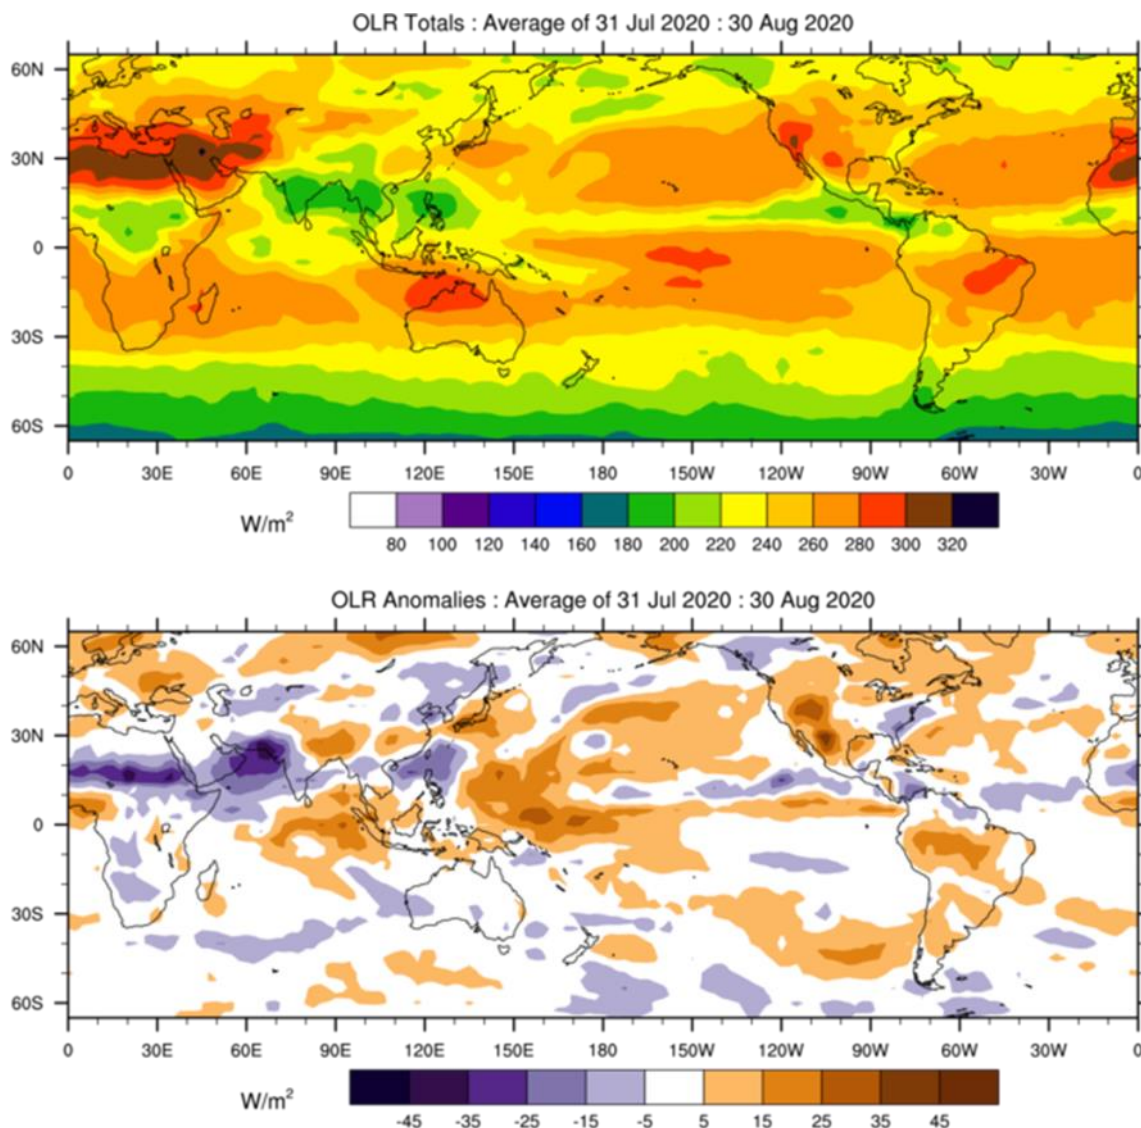 OLR Totals : Average of 31 Jul 2020 : 30 Aug 2020
60N
30N
0
30S
60S
0 30E 60E 90E 120E 150E 180 150W 120W 90W 60W 30W 0
W/m²
80 100 120 140 160 180 200 220 240 260 280 300 320
OLR Anomalies : Average of 31 Jul 2020 : 30 Aug 2020
60N
30N
0
30S
60S
0 30E 60E 90E 120E 150E 180 150W 120W 90W 60W 30W 0
W/m²
-45 -35 -25 -15 -5 5 15 25 35 45